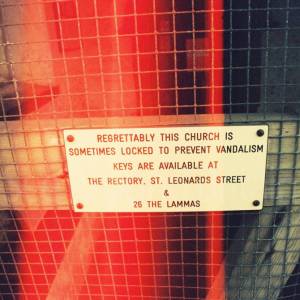 REGRETTABLY THIS CHURCH IS
SOMETIMES LOCKED TO PREVENT VANDALISM
KEYS ARE AVAILABLE AT
THE RECTORY, ST. LEONARDS STREET
&
26 THE LAMMAS